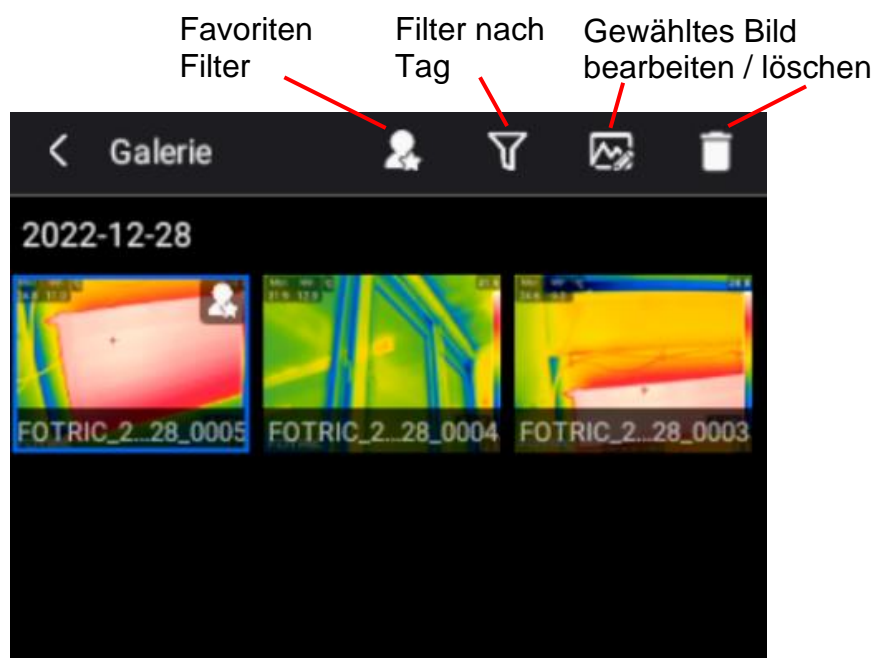 Favoriten
Filter
Filter nach
Tag
Gewähltes Bild
bearbeiten / löschen
Galerie
2022-12-28
FOTRIC_2...28_0005
FOTRIC_2...28_0004
FOTRIC_2...28_0003